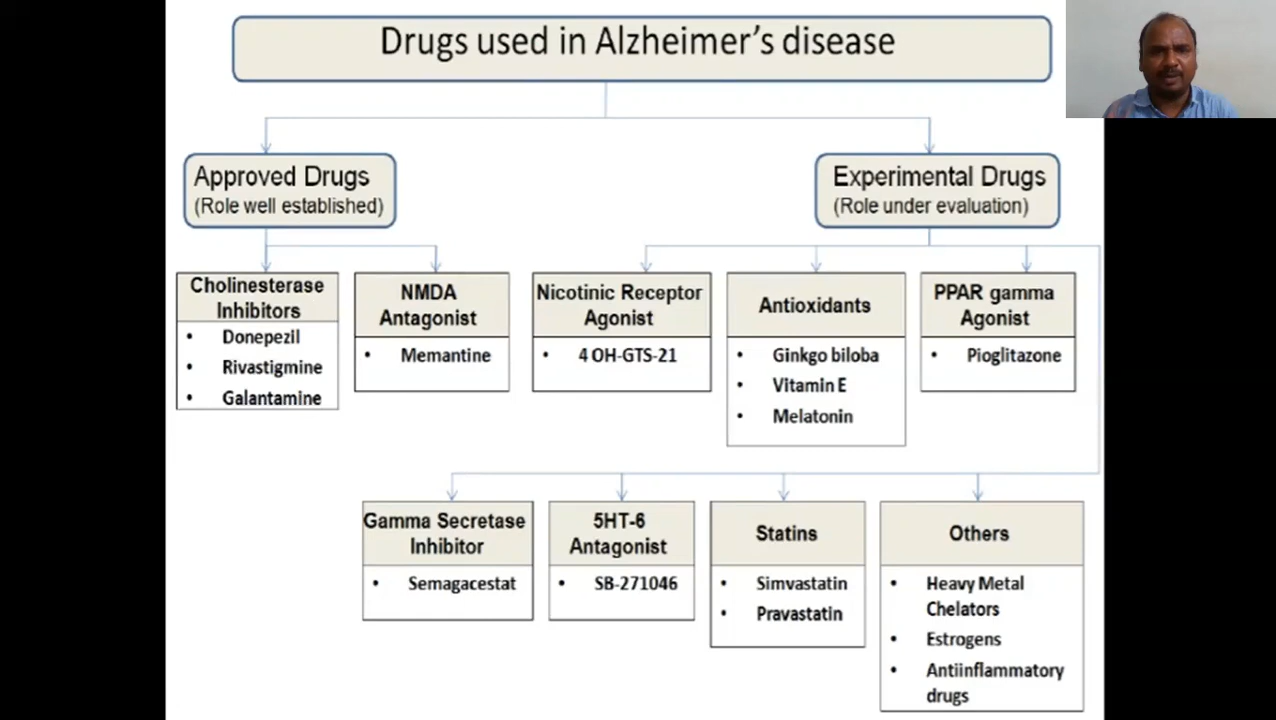 Drugs used in Alzheimer's disease
Approved Drugs
(Role well established)
Experimental Drugs
(Role under evaluation)
Cholinesterase
Inhibitors
• Donepezil
• Rivastigmine
• Galantamine
NMDA
Antagonist
• Memantine
Nicotinic Receptor
Agonist
• 4 OH-GTS-21
Antioxidants
• Ginkgo biloba
• Vitamin E
• Melatonin
PPAR gamma
Agonist
• Pioglitazone
Gamma Secretase
Inhibitor
• Semagacestat
5HT-6
Antagonist
• SB-271046
Statins
• Simvastatin
• Pravastatin
Others
• Heavy Metal
Chelators
• Estrogens
• Antiinflammatory
drugs